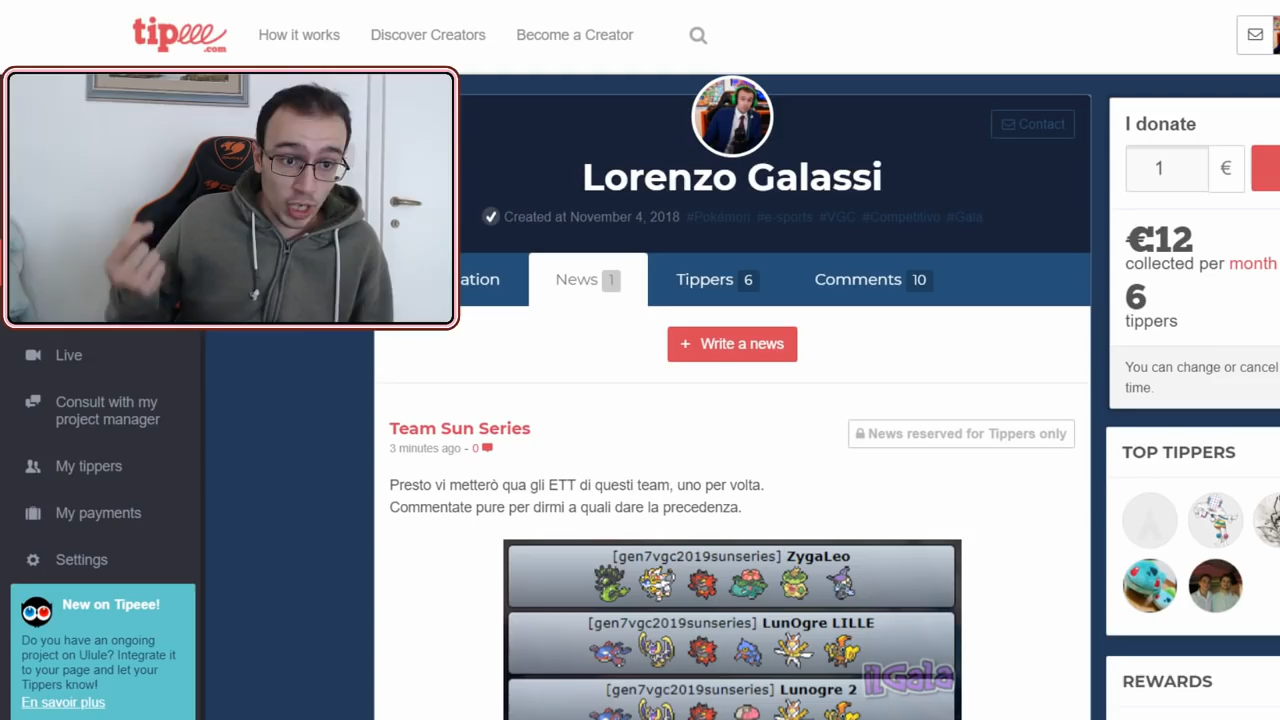 tipeee.com
How it works
Discover Creators
Become a Creator
COUGAR
Contact
Lorenzo Galassi
Created at November 4, 2018 #Pokémon #e-sports #VGC #Competitivo #Gala
ation
News 1
Tippers 6
Comments 10
+ Write a news
I donate
1 €
€12
collected per month
6
tippers
You can change or cancel
time.
Live
Consult with my
project manager
My tippers
My payments
Settings
New on Tipeee!
Do you have an ongoing
project on Ulule? Integrate it
to your page and let your
Tippers know!
En savoir plus
Team Sun Series
3 minutes ago - 0
News reserved for Tippers only
Presto vi metterò qua gli ETT di questi team, uno per volta.
Commentate pure per dirmi a quali dare la precedenza.
[gen7vgc2019sunseries] ZygaLeo
[gen7vgc2019sunseries] LunOgre LILLE
[gen7vgc2019sunseries] Lunogre 2
ilGala
TOP TIPPERS
REWARDS